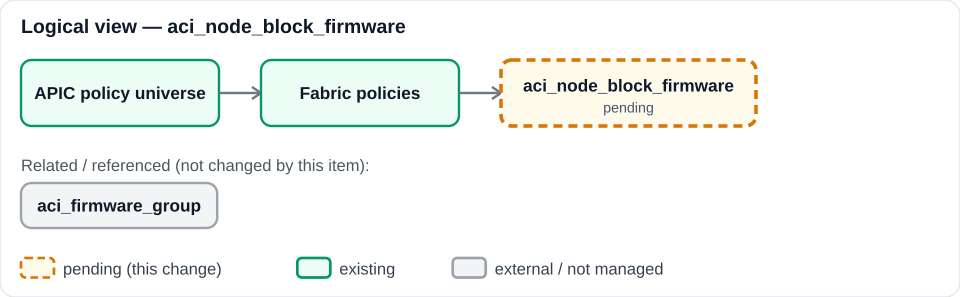 Logical view — aci_node_block_firmware
APIC policy universe
Fabric policies
aci_node_block_firmware
pending
Related / referenced (not changed by this item):
aci_firmware_group
pending (this change)
existing
external / not managed